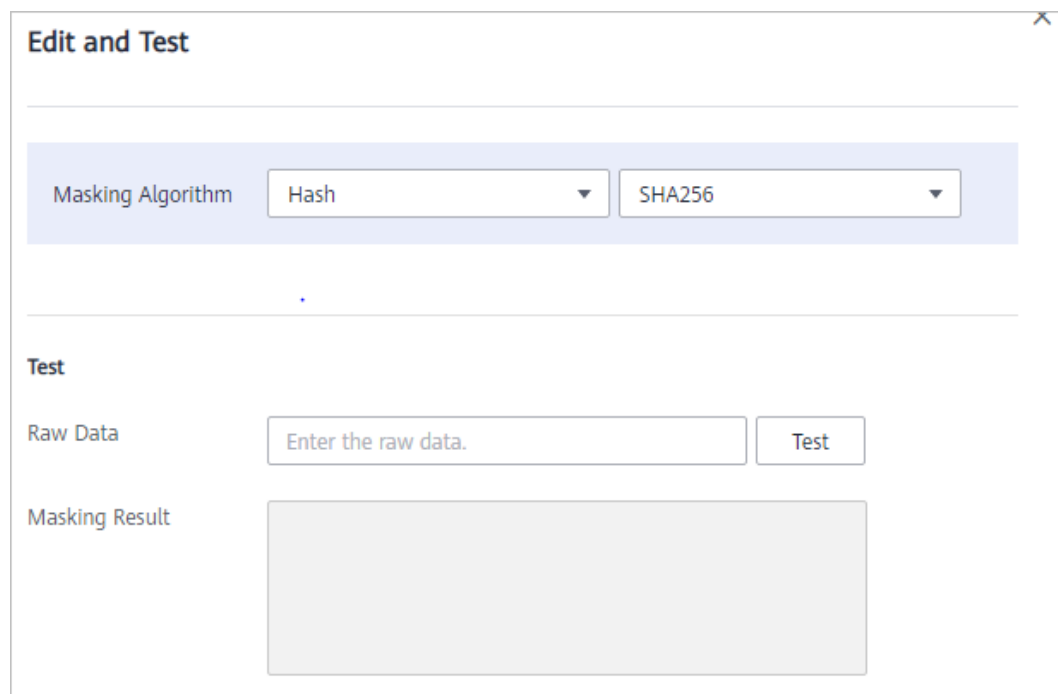 Edit and Test
Masking Algorithm Hash SHA256
Test
Raw Data Enter the raw data. Test
Masking Result